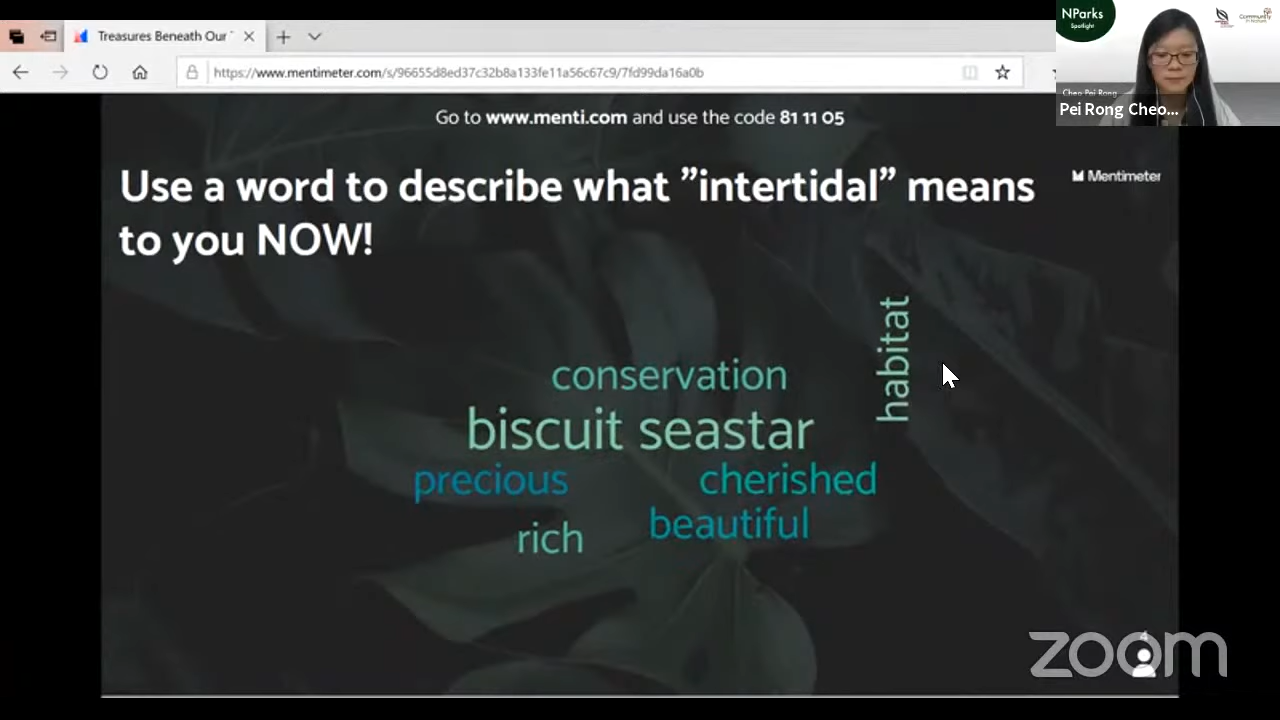 Treasures Beneath Our
https://www.mentimeter.com/s/96655d8ed37c32b8a133fe11a56c67c9/7fd99da16a0b
NParks
Spotlight
Cheo Pei Rong
Pei Rong Cheo...
Go to www.menti.com and use the code 81 11 05
Mentimeter
Use a word to describe what "intertidal" means
to you NOW!
habitat
conservation
biscuit seastar
precious
cherished
beautiful
rich
zoom